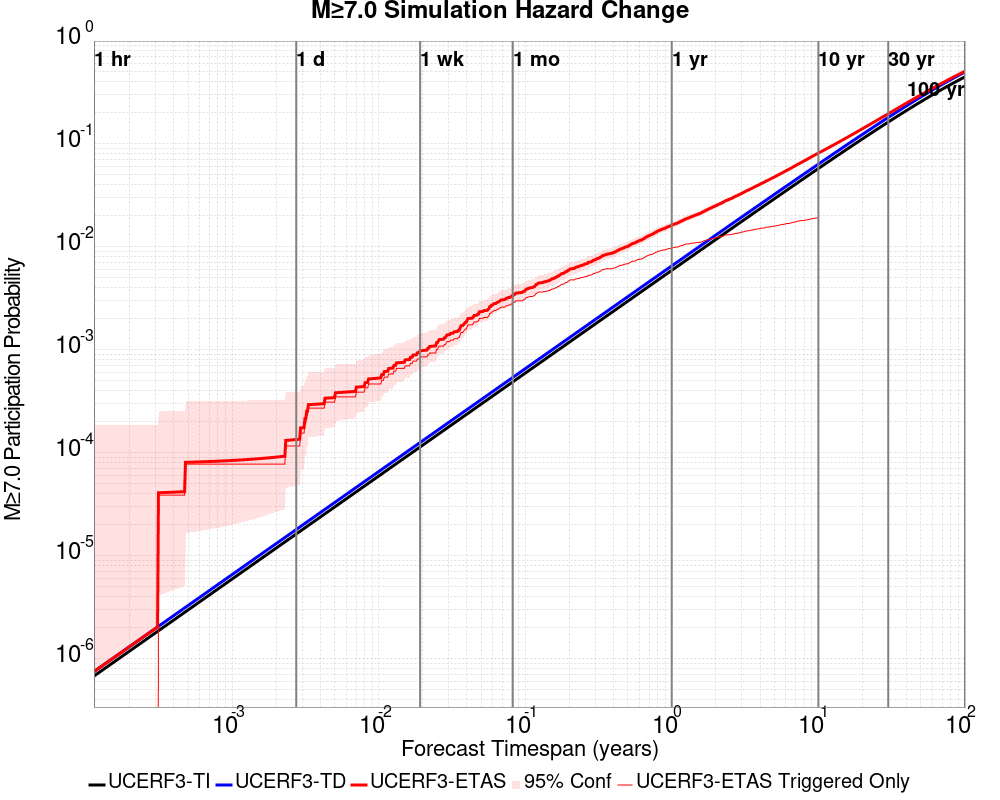 M≥7.0 Simulation Hazard Change
10^0
1 hr
1 d
1 wk
1 mo
1 yr
10 yr
30 yr
100 yr
10^-1
10^-2
10^-3
10^-4
10^-5
10^-6
M≥7.0 Participation Probability
10^-3
10^-2
10^-1
10^0
10^1
10^2
Forecast Timespan (years)
UCERF3-TI UCERF3-TD UCERF3-ETAS 95% Conf UCERF3-ETAS Triggered Only